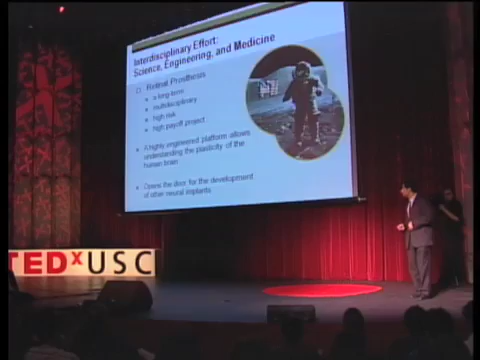 Interdisciplinary Effort:
Science, Engineering, and Medicine
Retinal Prosthesis
a long-term
multidisciplinary
high risk
high payoff project
A highly engineered platform allows
understanding the plasticity of the
human brain
Opens the door for the development
of other neural implants
TEDxUSC